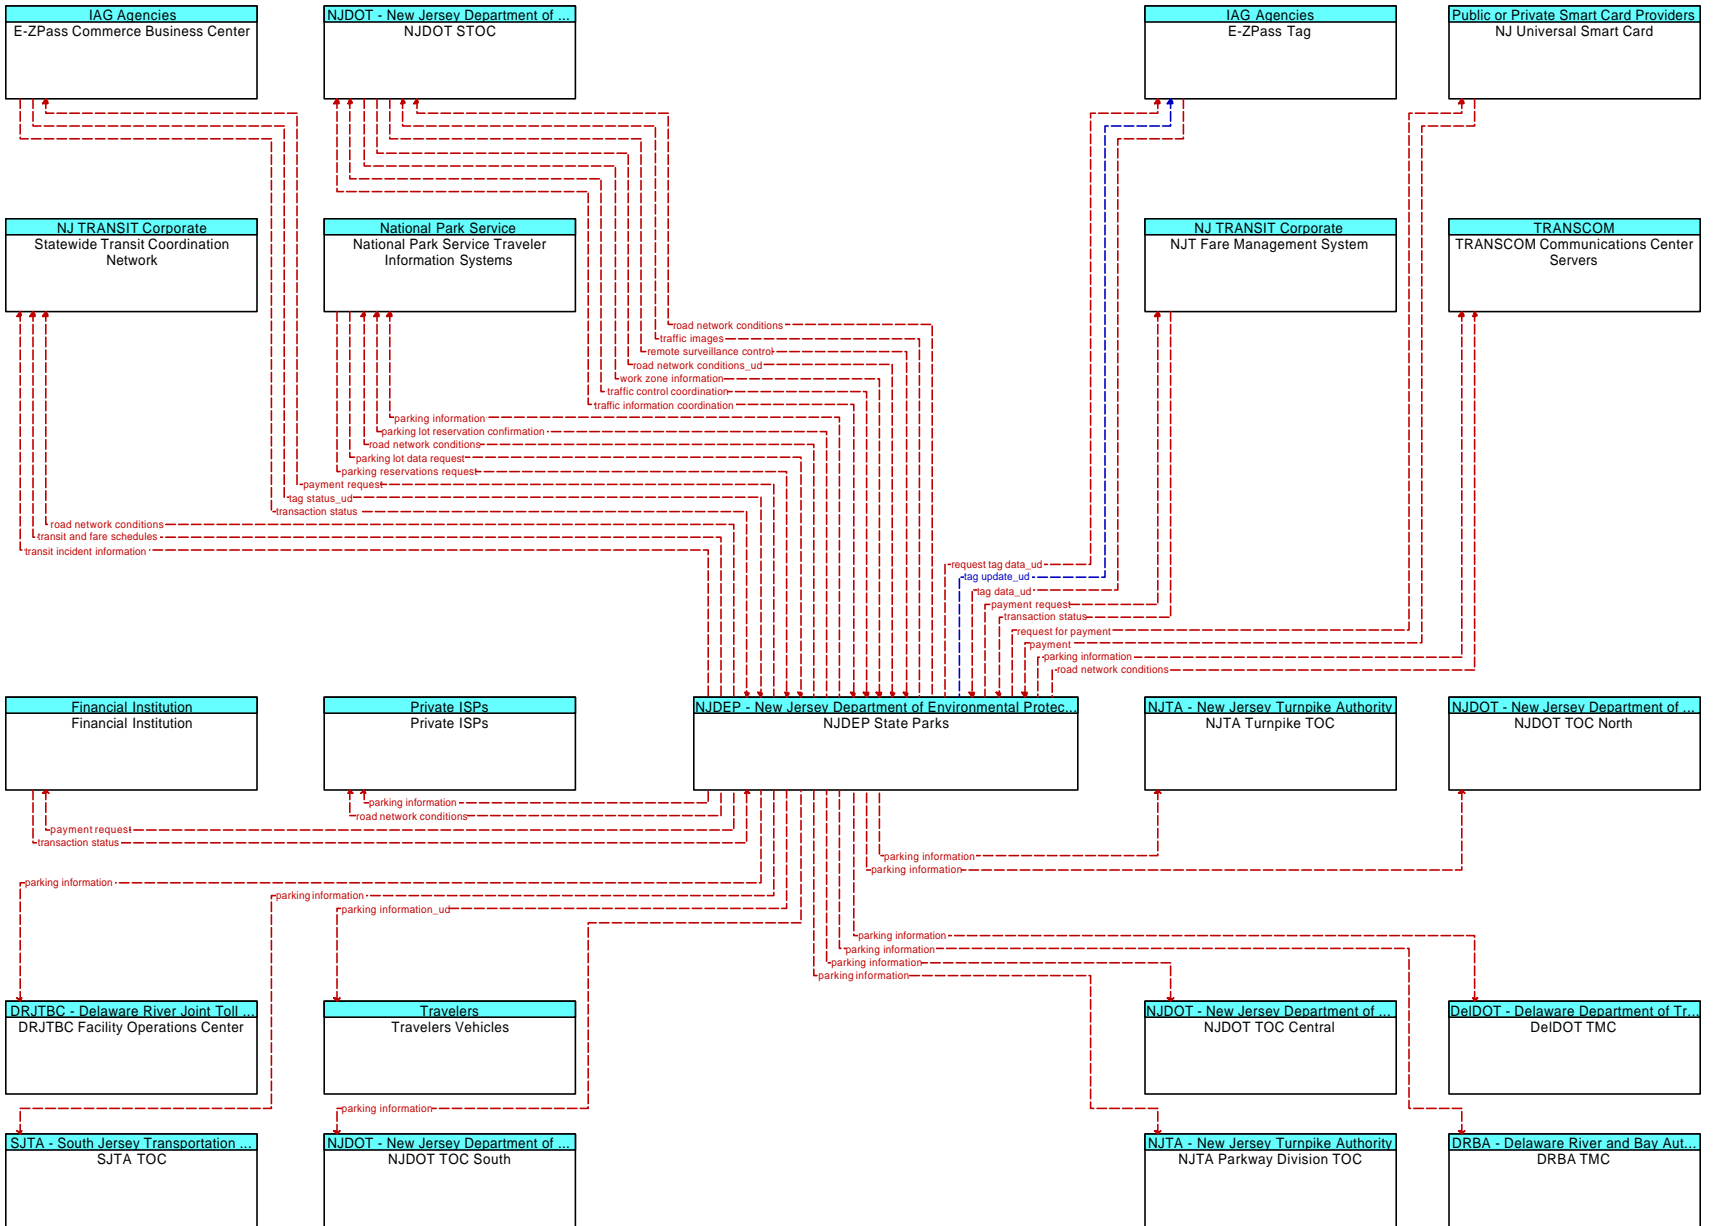 IAG Agencies
E-ZPass Commerce Business Center
NJDOT - New Jersey Department of ...
NJDOT STOC
IAG Agencies
E-ZPass Tag
Public or Private Smart Card Providers
NJ Universal Smart Card
NJ TRANSIT Corporate
Statewide Transit Coordination
Network
National Park Service
National Park Service Traveler
Information Systems
NJ TRANSIT Corporate
NJT Fare Management System
TRANSCOM
TRANSCOM Communications Center
Servers
road network conditions
traffic images
remote surveillance control
road network conditions_ud
work zone information
traffic control coordination
traffic information coordination
parking information
parking lot reservation confirmation
road network conditions
parking lot data request
parking reservations request
payment request
tag status_ud
transaction status
road network conditions
transit and fare schedules
transit incident information
request tag data_ud
tag update_ud
tag data_ud
payment request
transaction status
request for payment
payment
parking information
road network conditions
Financial Institution
Financial Institution
Private ISPs
Private ISPs
NJDEP - New Jersey Department of Environmental Protec...
NJDEP State Parks
NJTA - New Jersey Turnpike Authority
NJTA Turnpike TOC
NJDOT - New Jersey Department of ...
NJDOT TOC North
parking information
road network conditions
payment request
transaction status
parking information
parking information
parking information
parking information
parking information_ud
parking information
parking information
parking information
parking information
DRJTBC - Delaware River Joint Toll ...
DRJTBC Facility Operations Center
Travelers
Travelers Vehicles
NJDOT - New Jersey Department of ...
NJDOT TOC Central
DelDOT - Delaware Department of Tr...
DelDOT TMC
parking information
SJTA - South Jersey Transportation ...
SJTA TOC
NJDOT - New Jersey Department of ...
NJDOT TOC South
NJTA - New Jersey Turnpike Authority
NJTA Parkway Division TOC
DRBA - Delaware River and Bay Aut...
DRBA TMC